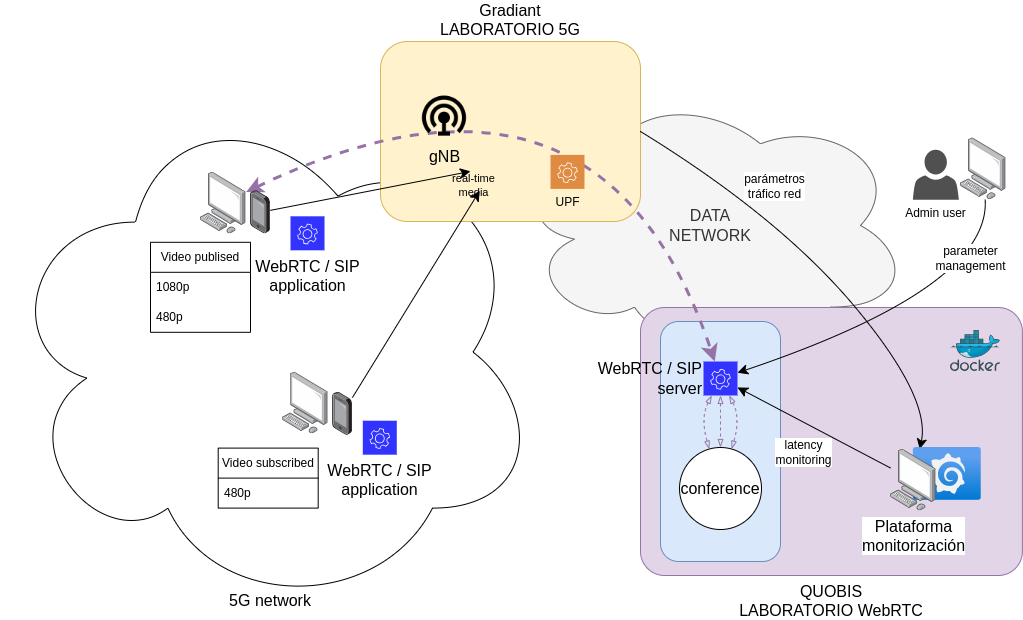 Gradiant
LABORATORIO 5G
gNB
real-time
media
UPF
parámetros
tráfico red
DATA
NETWORK
Admin user
parameter
management
Video publised
1080p
480p
WebRTC / SIP
application
Video subscribed
480p
WebRTC / SIP
application
5G network
WebRTC / SIP
server
conference
latency
monitoring
docker
Plataforma
monitorización
QUOBIS
LABORATORIO WebRTC